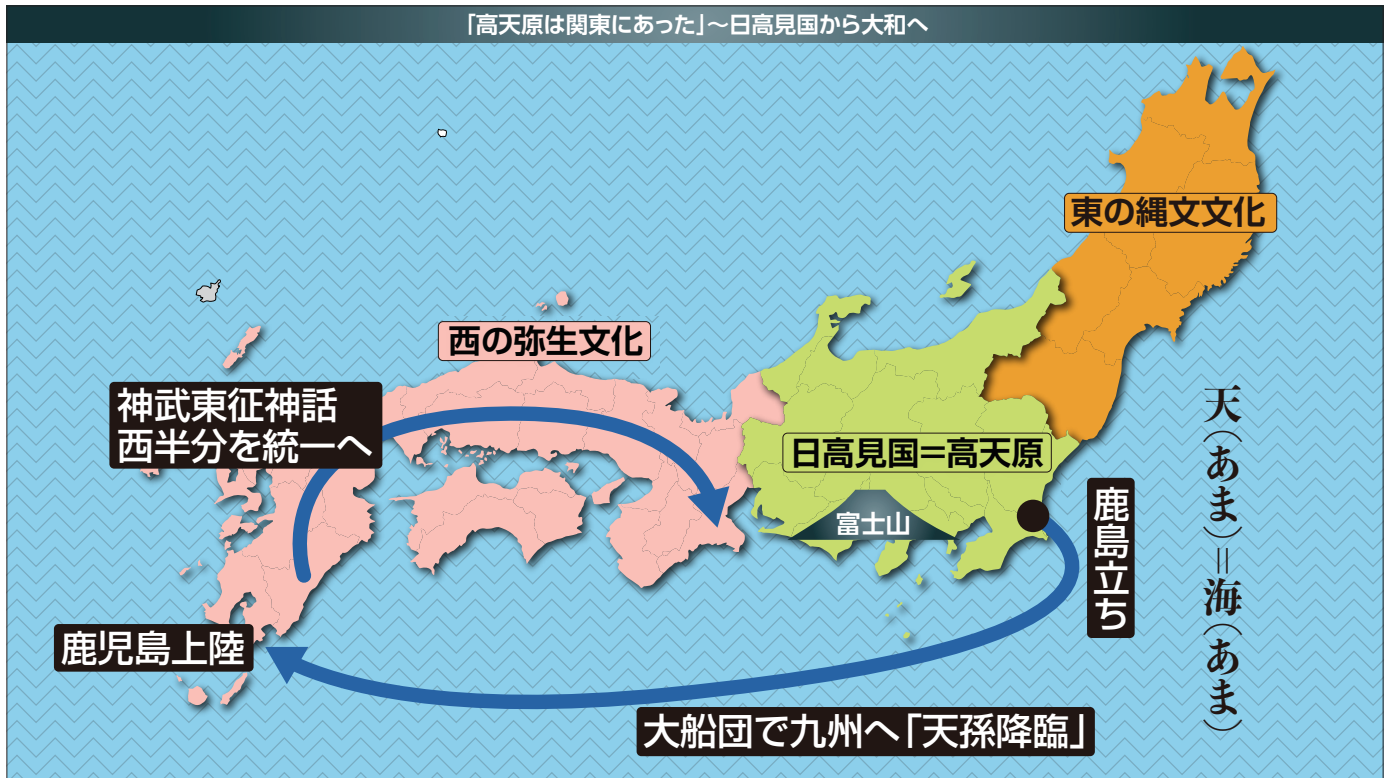 「高天原は関東にあった」～日高見国から大和へ
東の縄文文化
西の弥生文化
神武東征神話
西半分を統一へ
日高見国＝高天原
富士山
鹿島立ち
天（あま）＝海（あま）
鹿児島上陸
大船団で九州へ「天孫降臨」